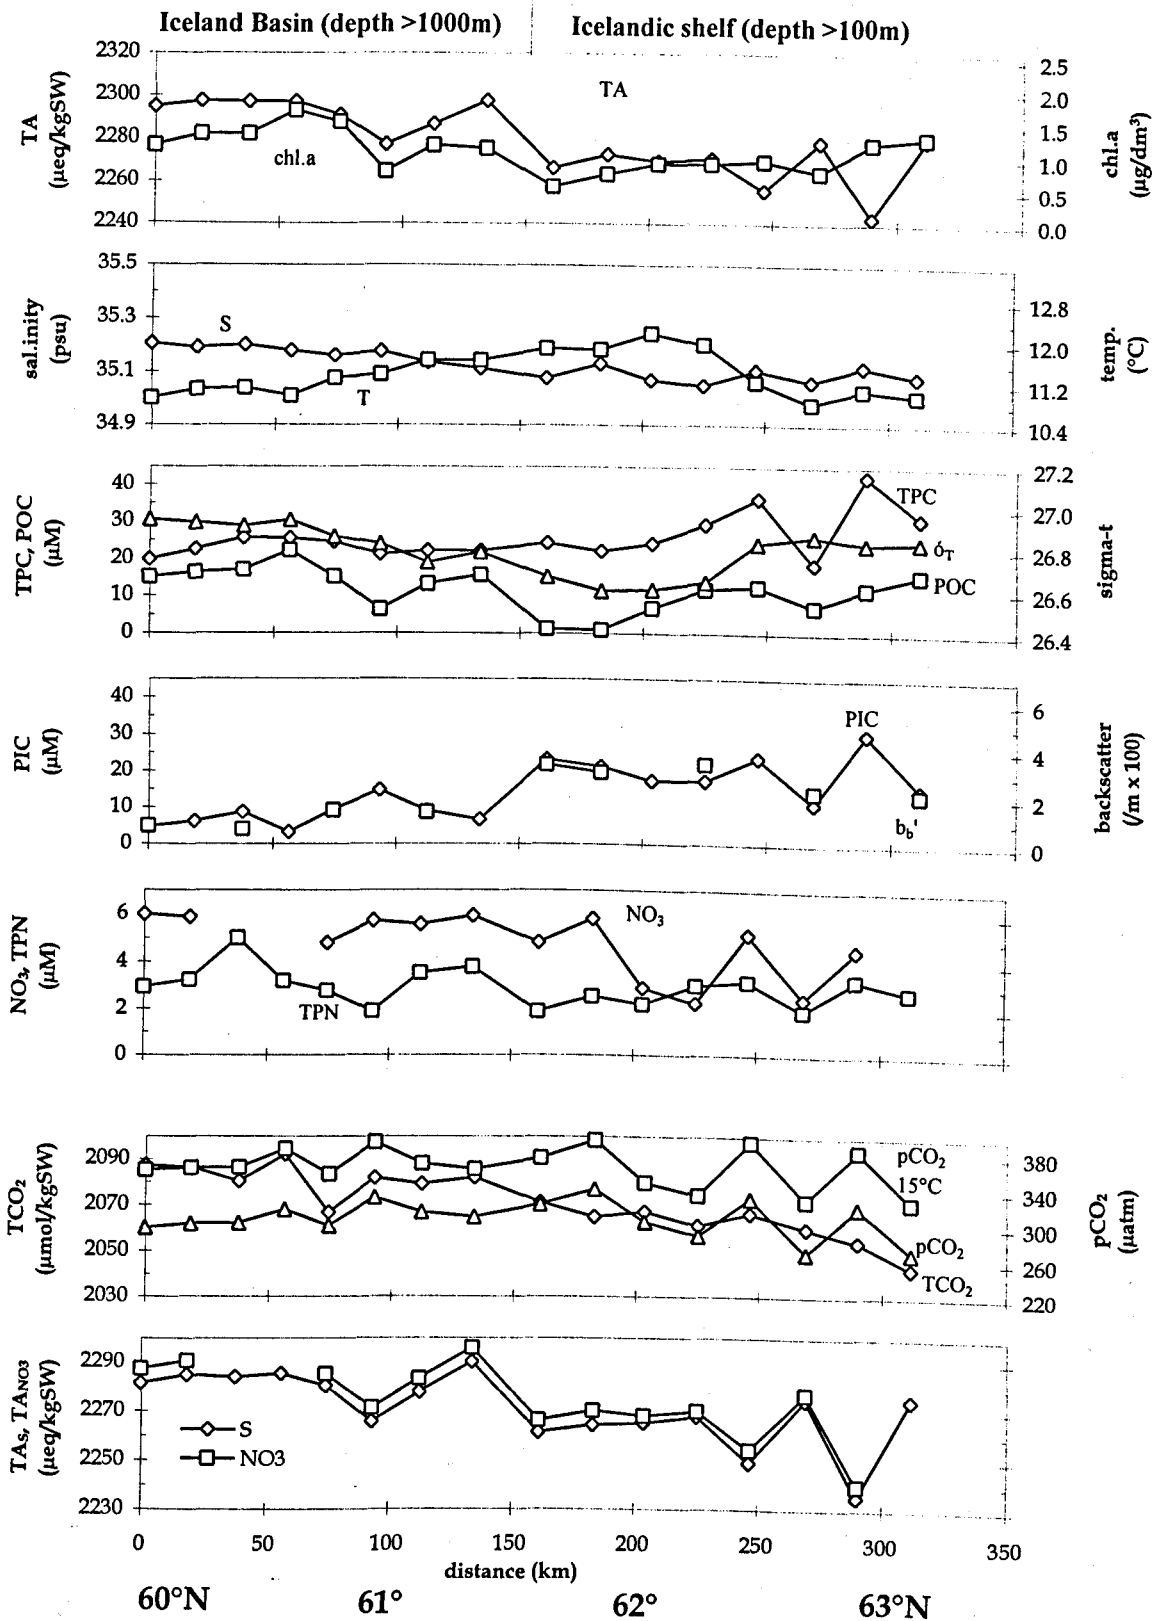 Iceland Basin (depth >1000m) Icelandic shelf (depth >100m)
TA
(µeq/kgSW)
2320
2300
2280
2260
2240
TA
chl.a
2.5
2.0
1.5
1.0
0.5
0.0
chl.a
(µg/dm³)
sal.inity
(psu)
35.5
35.3
35.1
34.9
S
T
12.8
12.0
11.2
10.4
temp.
(°C)
TPC, POC
(µM)
40
30
20
10
0
TPC
σ́T
POC
27.2
27.0
26.8
26.6
26.4
sigma-t
PIC
(µM)
40
30
20
10
0
PIC
bb'
6
4
2
0
backscatter
(/m x 100)
NO₃, TPN
(µM)
6
4
2
0
NO₃
TPN
TCO₂
(µmol/kgSW)
2090
2070
2050
2030
pCO₂
15°C
pCO₂
TCO₂
380
340
300
260
220
pCO₂
(µatm)
TAs, TANO3
(µeq/kgSW)
2290
2270
2250
2230
S
NO3
0 50 100 150 200 250 300 350
distance (km)
60°N 61° 62° 63°N